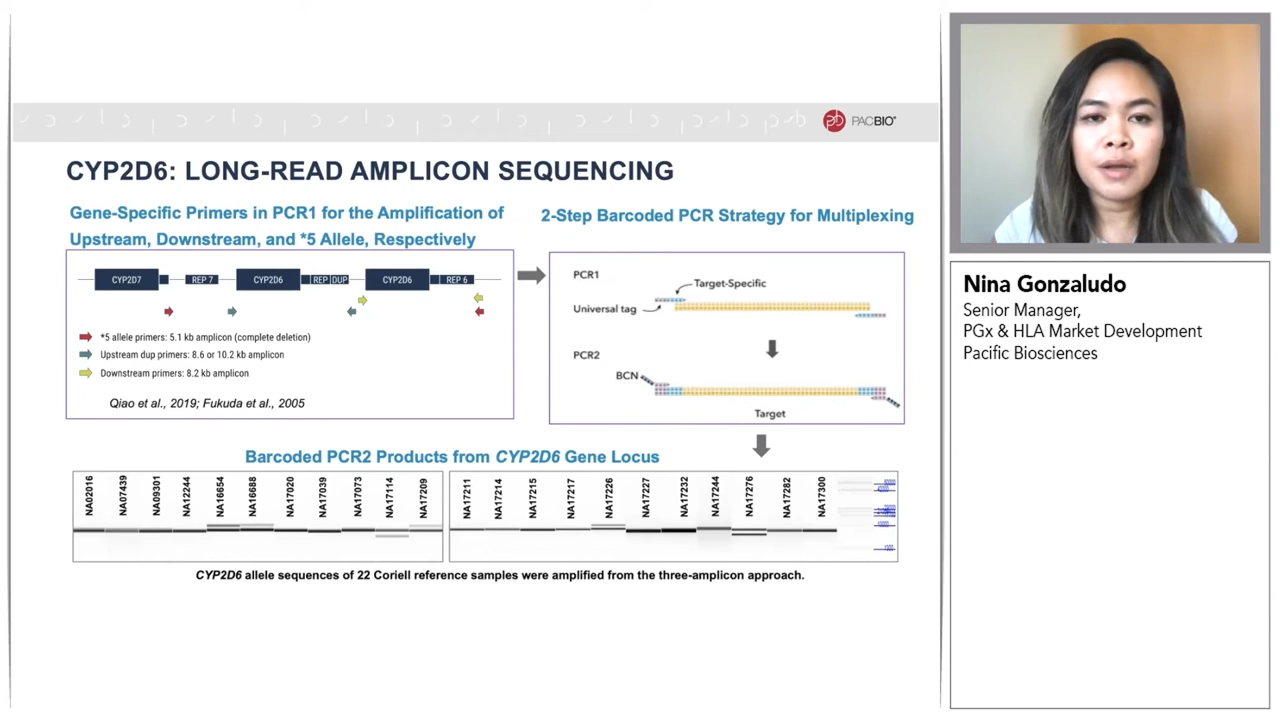 PACBIO®
CYP2D6: LONG-READ AMPLICON SEQUENCING
Gene-Specific Primers in PCR1 for the Amplification of
Upstream, Downstream, and *5 Allele, Respectively
CYP2D7
REP 7
CYP2D6
REP
DUP
CYP2D6
REP 6
*5 allele primers: 5.1 kb amplicon (complete deletion)
Upstream dup primers: 8.6 or 10.2 kb amplicon
Downstream primers: 8.2 kb amplicon
Qiao et al., 2019; Fukuda et al., 2005
2-Step Barcoded PCR Strategy for Multiplexing
PCR1
Target-Specific
Universal tag
PCR2
BCN
Target
Barcoded PCR2 Products from CYP2D6 Gene Locus
NA02016
NA07439
NA09301
NA12244
NA16654
NA16688
NA17020
NA17039
NA17073
NA17114
NA17209
NA17211
NA17214
NA17215
NA17217
NA17226
NA17227
NA17232
NA17244
NA17276
NA17282
NA17300
CYP2D6 allele sequences of 22 Coriell reference samples were amplified from the three-amplicon approach.
Nina Gonzaludo
Senior Manager,
PGx & HLA Market Development
Pacific Biosciences